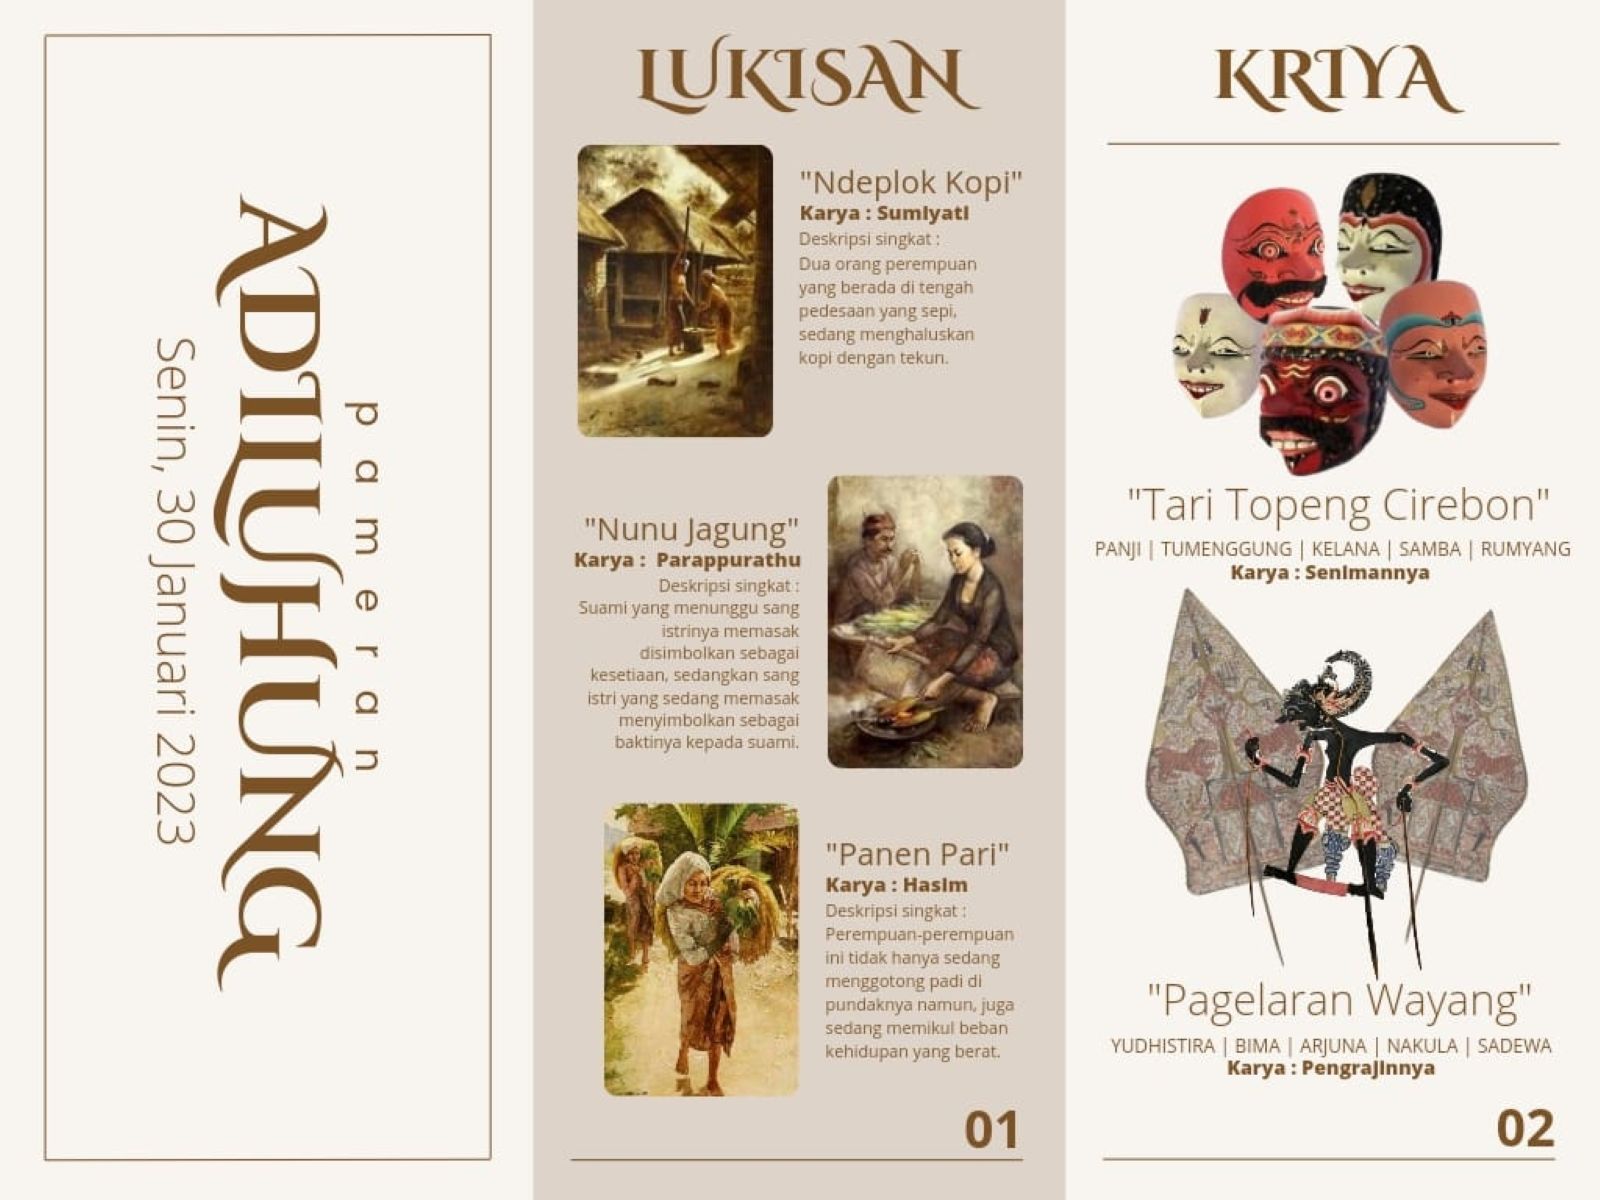 pameran
ADILUHUNG
Senin, 30 Januari 2023
LUKISAN
"Ndeplok Kopi"
Karya : Sumiyati
Deskripsi singkat :
Dua orang perempuan
yang berada di tengah
pedesaan yang sepi,
sedang menghaluskan
kopi dengan tekun.
"Nunu Jagung"
Karya : Parappurathu
Deskripsi singkat :
Suami yang menunggu sang
istrinya memasak
disimbolkan sebagai
kesetiaan, sedangkan sang
istri yang sedang memasak
menyimbolkan sebagai
baktinya kepada suami.
"Panen Pari"
Karya : Hasim
Deskripsi singkat :
Perempuan-perempuan
ini tidak hanya sedang
menggotong padi di
pundaknya namun, juga
sedang memikul beban
kehidupan yang berat.
01
KRIYA
"Tari Topeng Cirebon"
PANJI | TUMENGGUNG | KELANA | SAMBA | RUMYANG
Karya : Senimannya
"Pagelaran Wayang"
YUDHISTIRA | BIMA | ARJUNA | NAKULA | SADEWA
Karya : Pengrajinnya
02